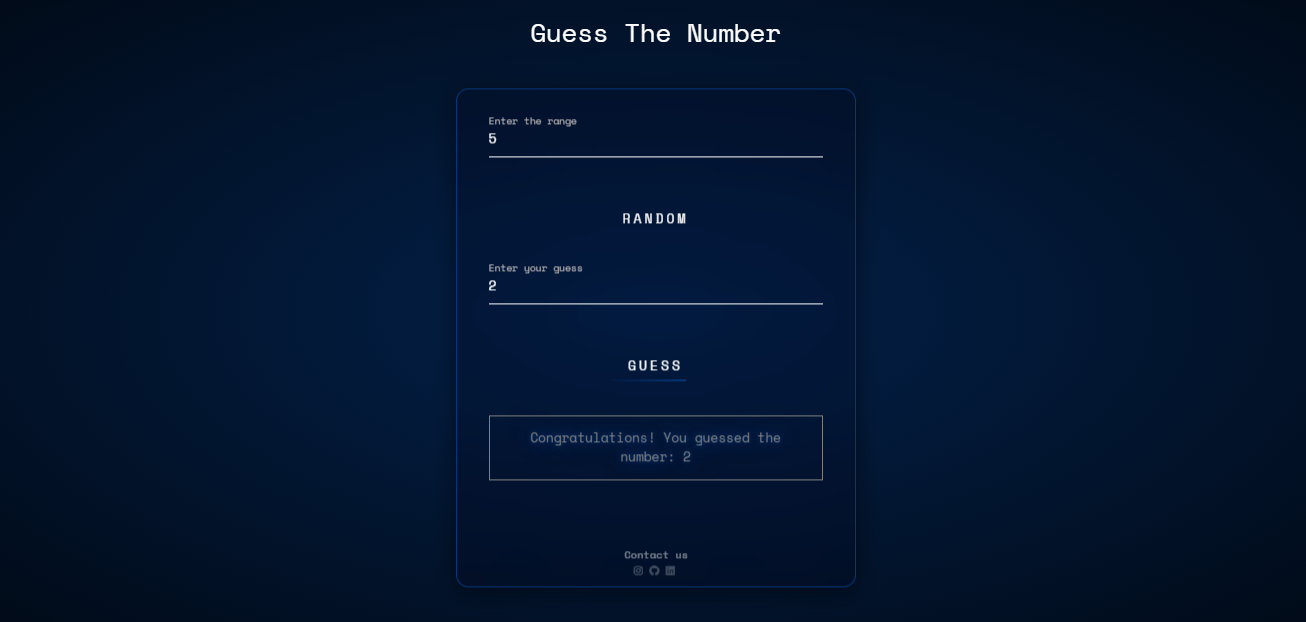 Guess The Number
Enter the range
5
RANDOM
Enter your guess
2
GUESS
Congratulations! You guessed the
number: 2
Contact us